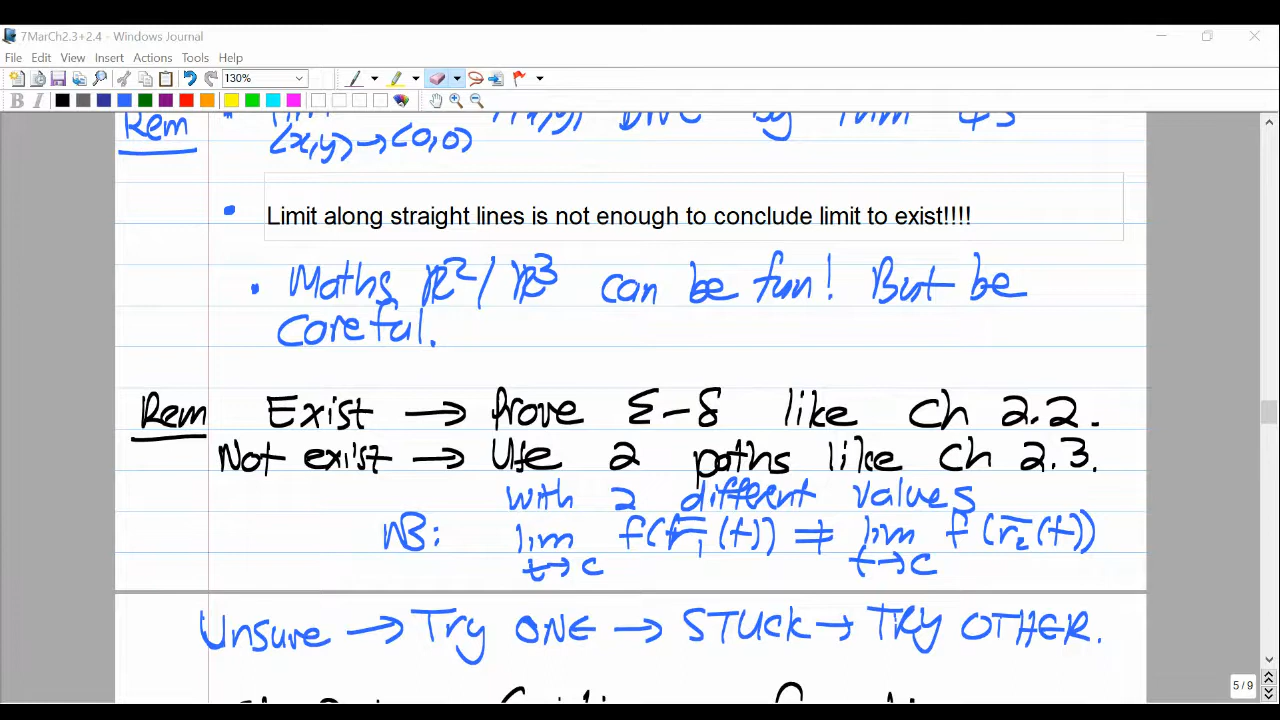 7MarCh2.3+2.4 - Windows Journal
File Edit View Insert Actions Tools Help
130%
B I
Rem
(x,y)→(0,0) by
• Limit along straight lines is not enough to conclude limit to exist!!!!
• Maths ℝ²/ℝ³ can be fun! But be
careful.
Rem Exist → Prove ε-δ like Ch 2.2.
Not exist → Use 2 paths like Ch 2.3.
with 2 different values
NB: lim f(r̅₁(t)) ≠ lim f(r̅₂(t))
t→c t→c
Unsure → Try ONE → STUCK → TRY OTHER.
5 / 9